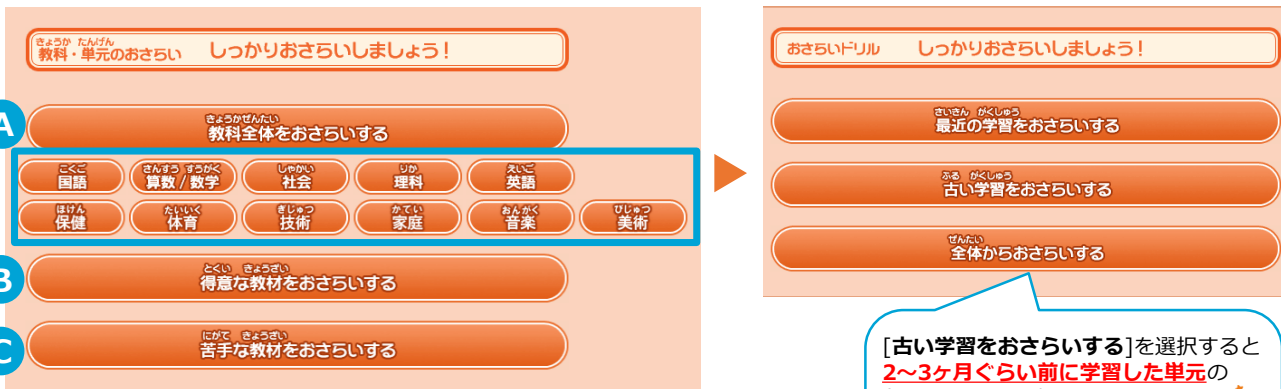 きょうか たんげん
教科・単元のおさらい しっかりおさらいしましょう!
A
きょうかぜんたい
教科全体をおさらいする
こくご さんすう すうがく しゃかい りか えいご
国語 算数 / 数学 社会 理科 英語
ほけん たいいく ぎじゅつ かてい おんがく びじゅつ
保健 体育 技術 家庭 音楽 美術
B
とくい きょうざい
得意な教材をおさらいする
C
にがて きょうざい
苦手な教材をおさらいする
おさらいドリル しっかりおさらいしましょう!
さいきん がくしゅう
最近の学習をおさらいする
ふる がくしゅう
古い学習をおさらいする
ぜんたい
全体からおさらいする
[古い学習をおさらいする]を選択すると
2～3ヶ月ぐらい前に学習した単元の